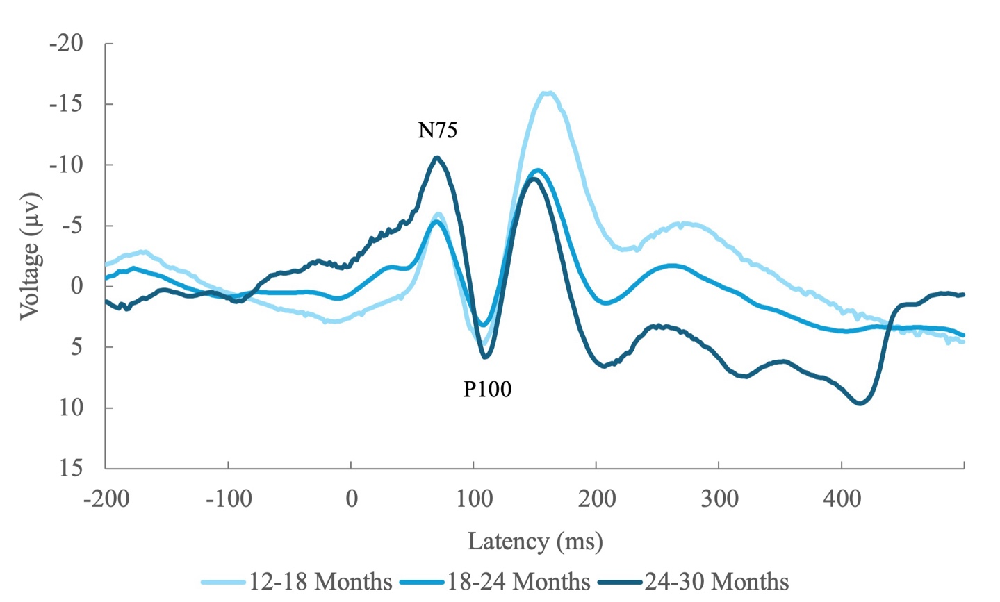 -20
-15
-10
-5
0
5
10
15
Voltage (μv)
N75
P100
-200 -100 0 100 200 300 400
Latency (ms)
12-18 Months 18-24 Months 24-30 Months